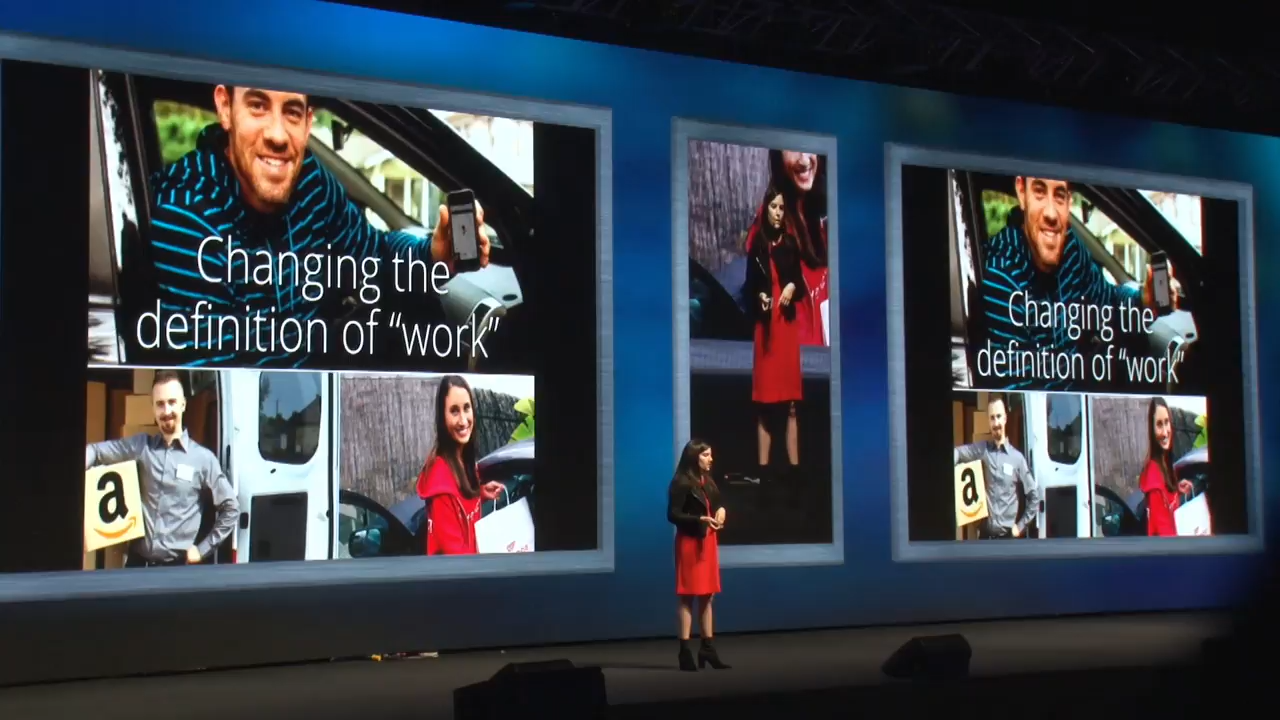 Changing the
definition of “work”
a
Changing the
definition of “work”
a